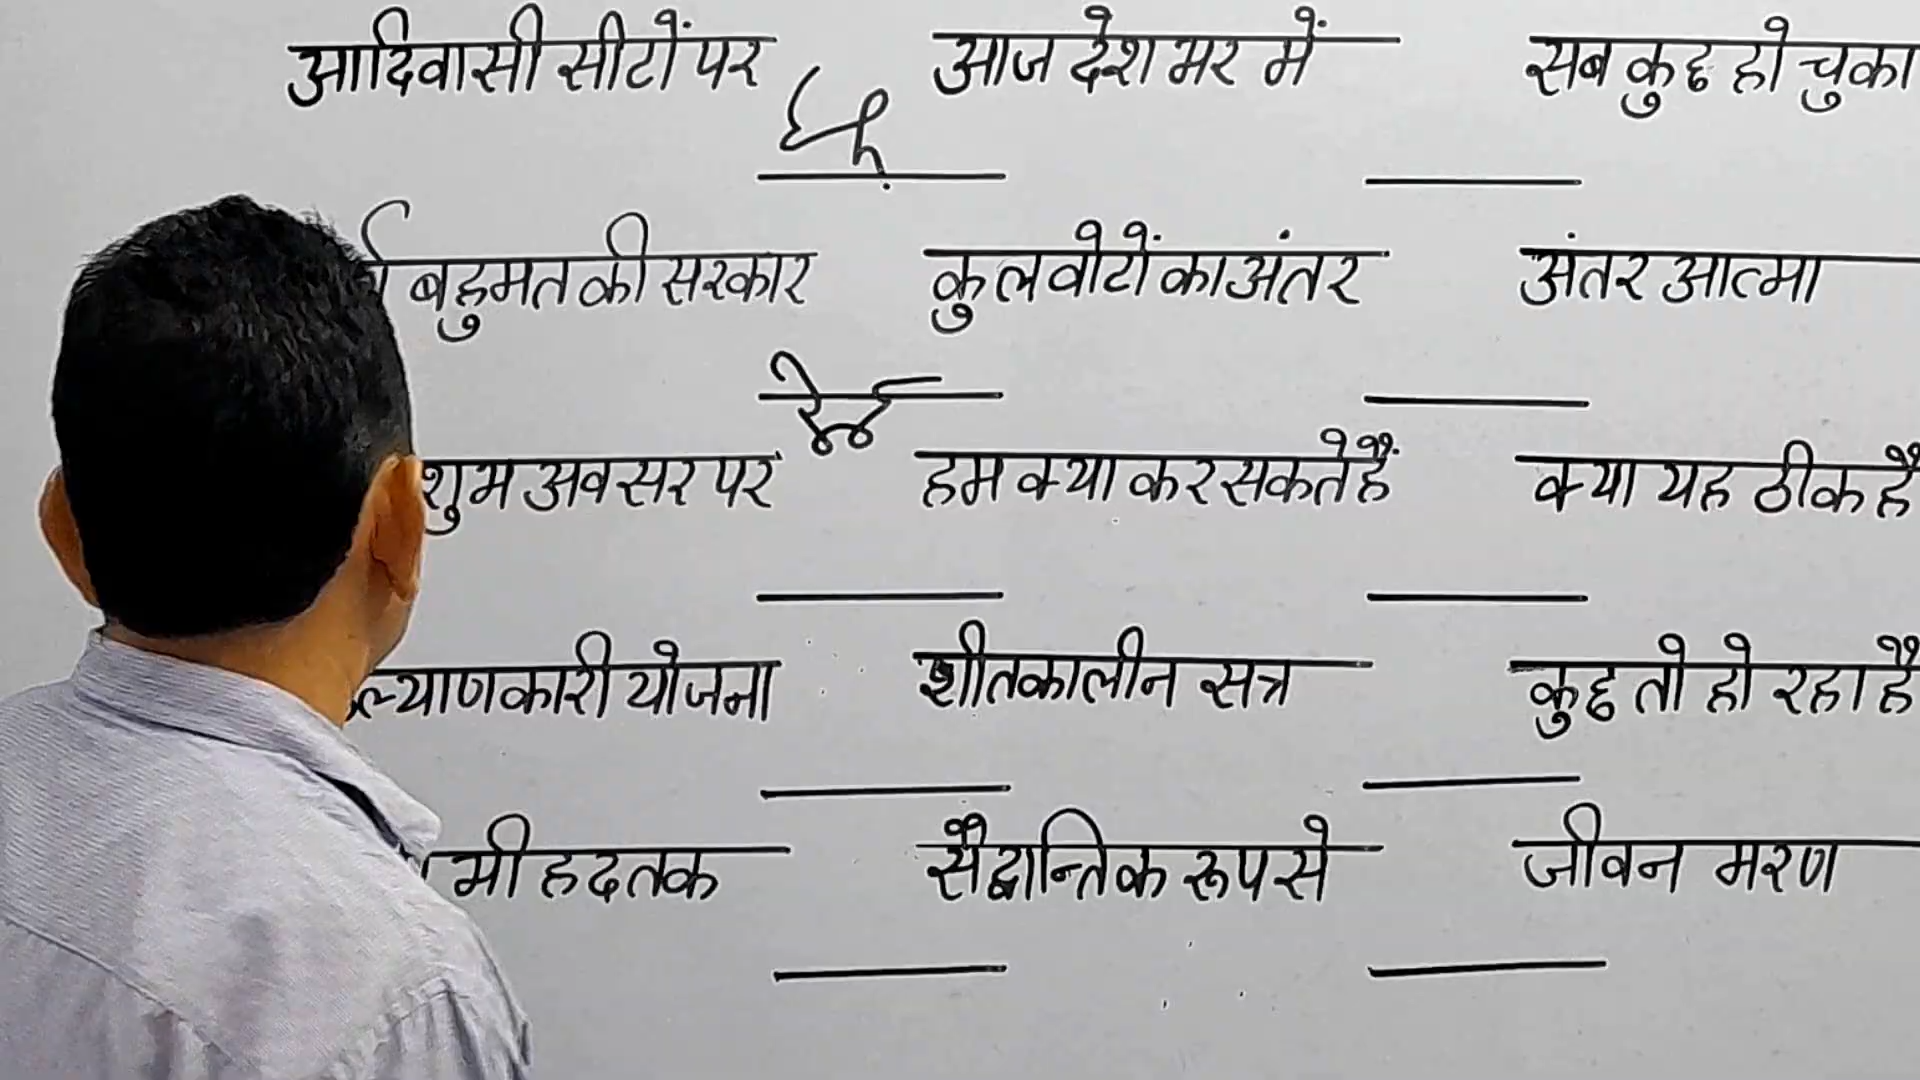 आदिवासी सीटों पर आज देश भर में सब कुछ हो चुका
बहुमत की सरकार कुल वोटों का अंतर अंतर आत्मा
शुभ अवसर पर हम क्या कर सकते हैं क्या यह ठीक है
योजना शीतकालीन सत्र कुछ तो हो रहा है
भी हद तक सैद्धान्तिक रूप से जीवन मरण